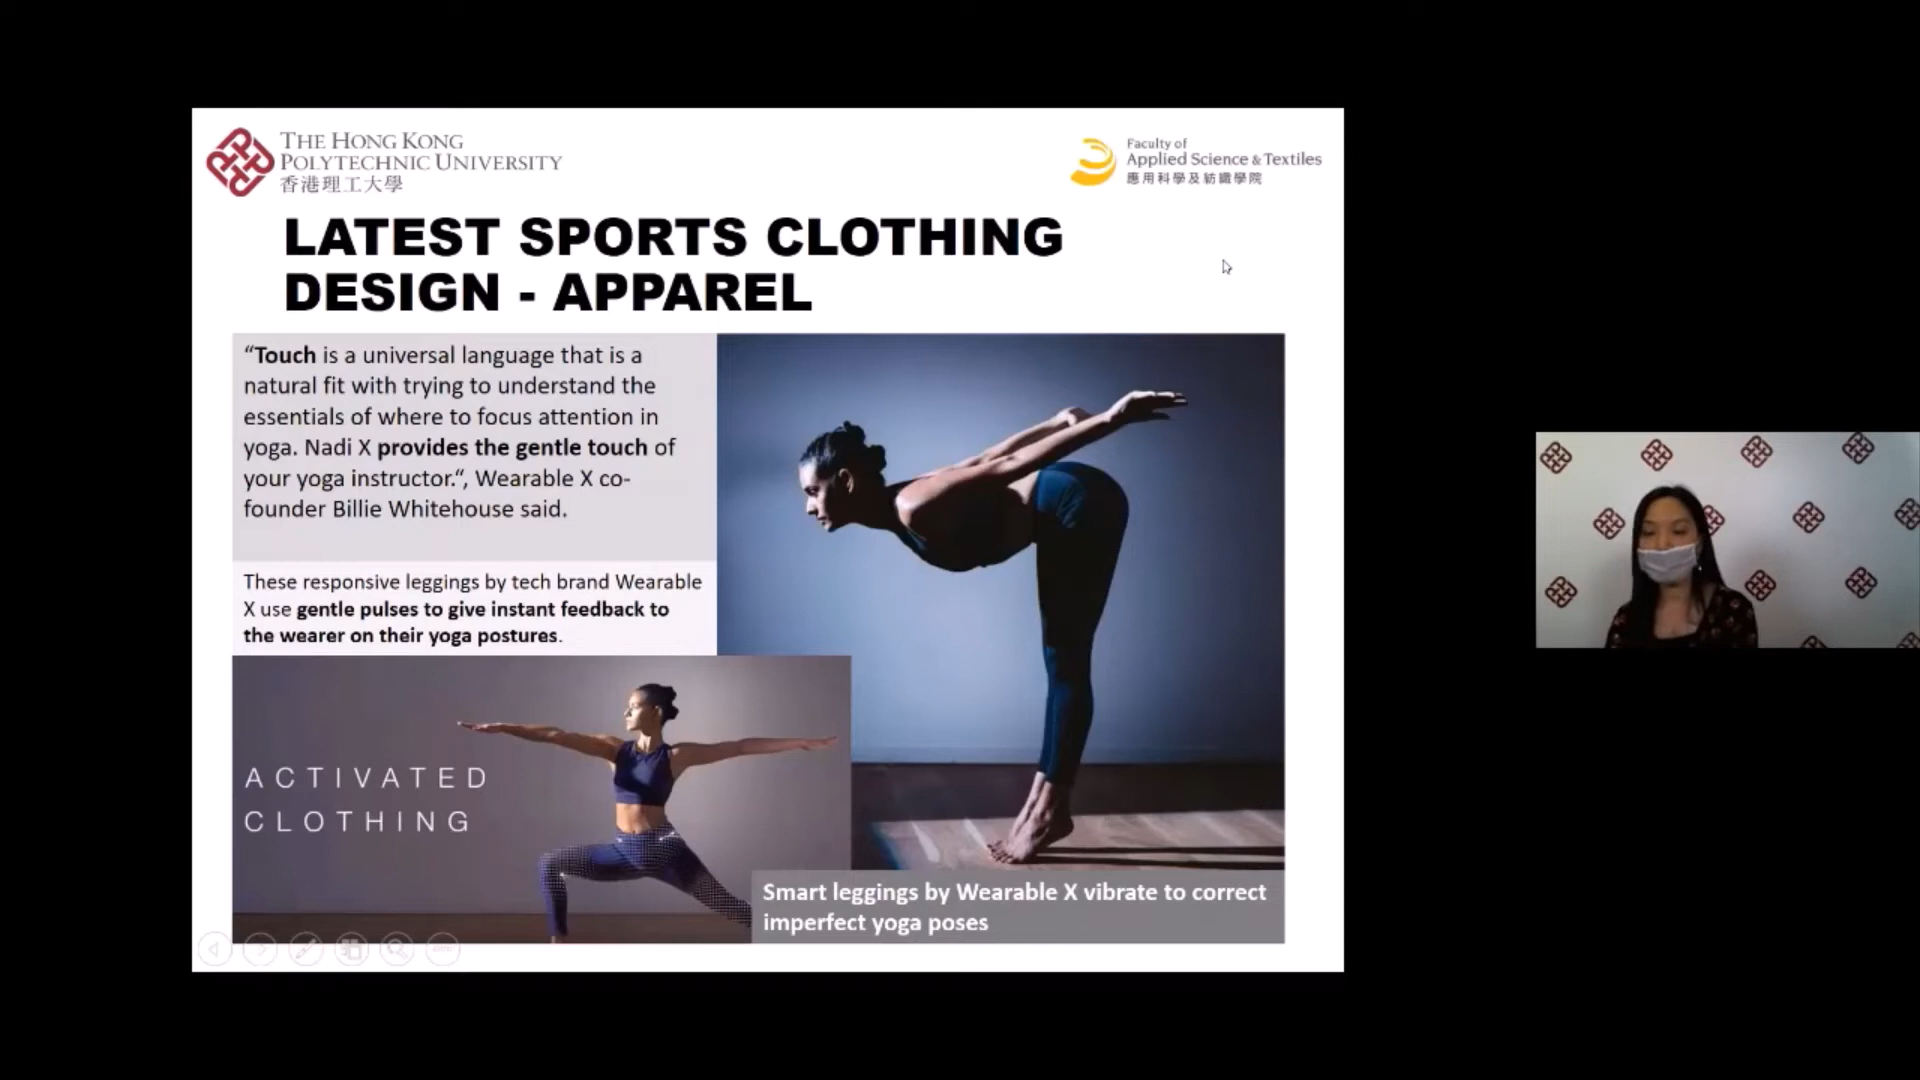 THE HONG KONG
POLYTECHNIC UNIVERSITY
香港理工大學
Faculty of
Applied Science & Textiles
應用科學及紡織學院
LATEST SPORTS CLOTHING
DESIGN - APPAREL
“Touch is a universal language that is a
natural fit with trying to understand the
essentials of where to focus attention in
yoga. Nadi X provides the gentle touch of
your yoga instructor.“, Wearable X co-
founder Billie Whitehouse said.
These responsive leggings by tech brand Wearable
X use gentle pulses to give instant feedback to
the wearer on their yoga postures.
ACTIVATED
CLOTHING
Smart leggings by Wearable X vibrate to correct
imperfect yoga poses